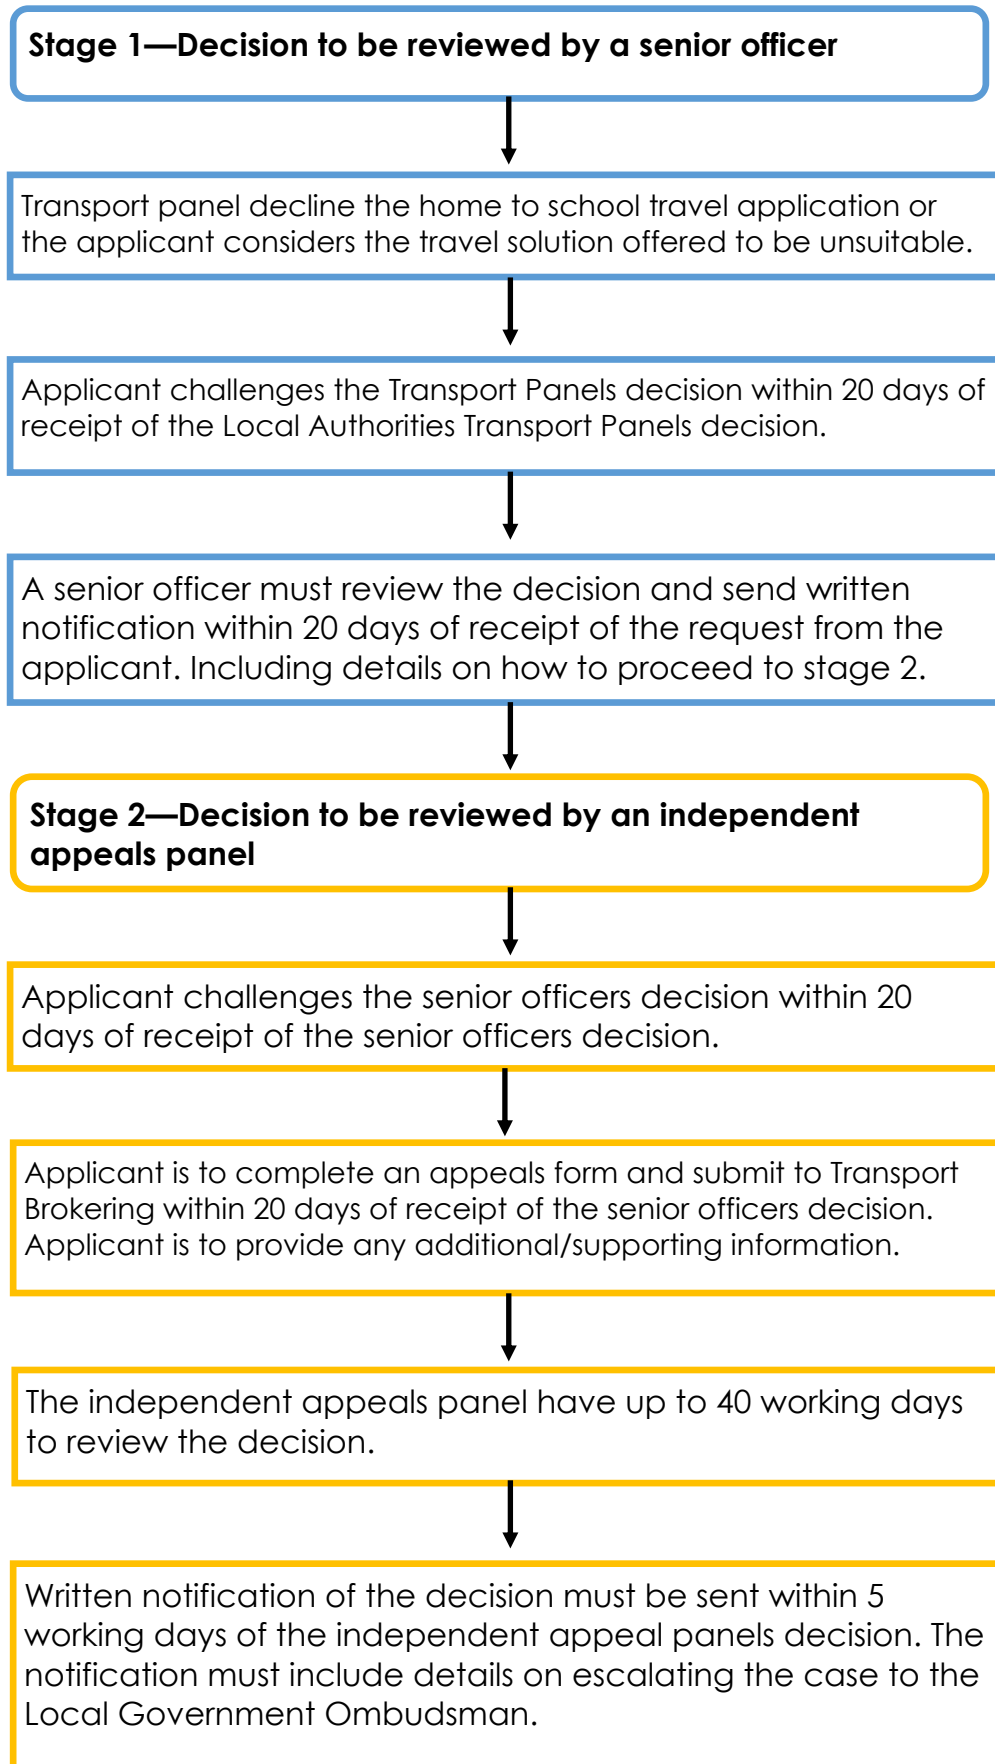 Stage 1—Decision to be reviewed by a senior officer
Transport panel decline the home to school travel application or
the applicant considers the travel solution offered to be unsuitable.
Applicant challenges the Transport Panels decision within 20 days of
receipt of the Local Authorities Transport Panels decision.
A senior officer must review the decision and send written
notification within 20 days of receipt of the request from the
applicant. Including details on how to proceed to stage 2.
Stage 2—Decision to be reviewed by an independent
appeals panel
Applicant challenges the senior officers decision within 20
days of receipt of the senior officers decision.
Applicant is to complete an appeals form and submit to Transport
Brokering within 20 days of receipt of the senior officers decision.
Applicant is to provide any additional/supporting information.
The independent appeals panel have up to 40 working days
to review the decision.
Written notification of the decision must be sent within 5
working days of the independent appeal panels decision. The
notification must include details on escalating the case to the
Local Government Ombudsman.